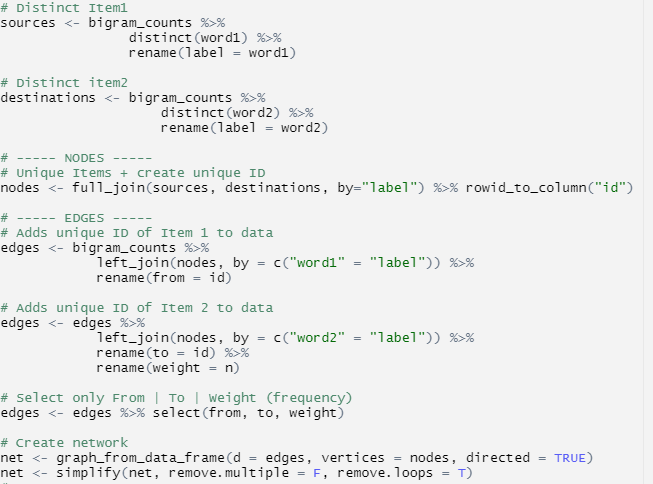 # Distinct Item1
sources <- bigram_counts %>%
                distinct(word1) %>%
                rename(label = word1)

# Distinct item2
destinations <- bigram_counts %>%
                    distinct(word2) %>%
                    rename(label = word2)

# ----- NODES -----
# Unique Items + create unique ID
nodes <- full_join(sources, destinations, by="label") %>% rowid_to_column("id")

# ----- EDGES -----
# Adds unique ID of Item 1 to data
edges <- bigram_counts %>%
            left_join(nodes, by = c("word1" = "label")) %>%
            rename(from = id)

# Adds unique ID of Item 2 to data
edges <- edges %>%
            left_join(nodes, by = c("word2" = "label")) %>%
            rename(to = id) %>%
            rename(weight = n)

# Select only From | To | Weight (frequency)
edges <- edges %>% select(from, to, weight)

# Create network
net <- graph_from_data_frame(d = edges, vertices = nodes, directed = TRUE)
net <- simplify(net, remove.multiple = F, remove.loops = T)